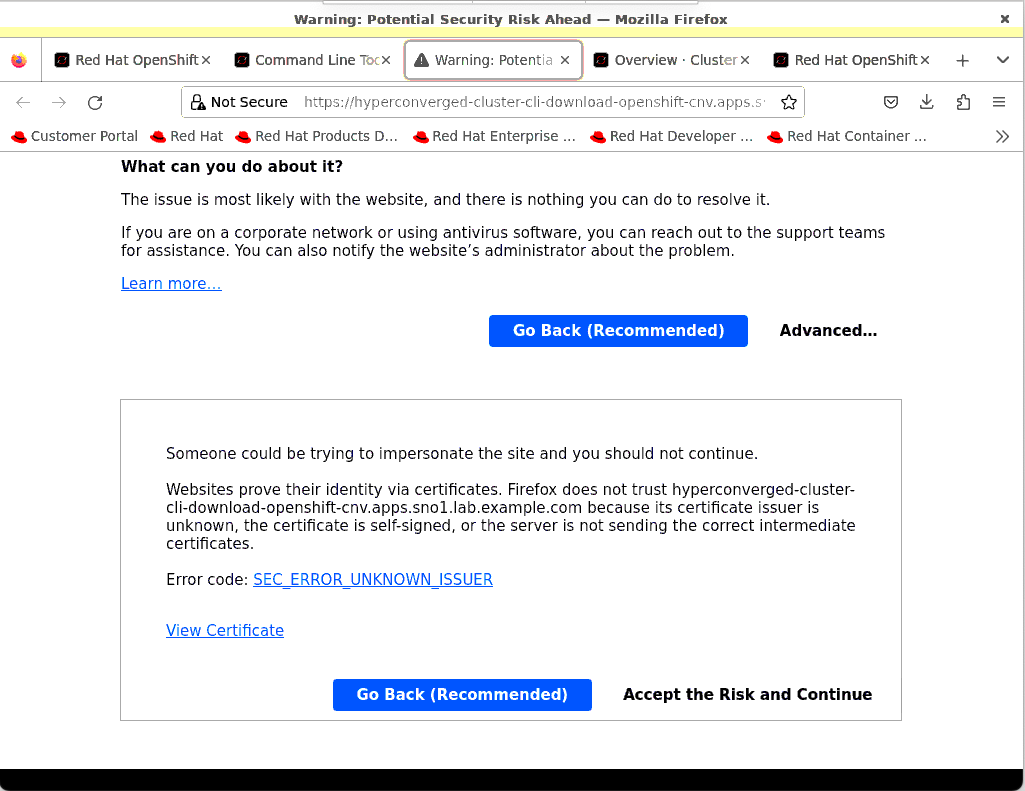 Warning: Potential Security Risk Ahead — Mozilla Firefox
Red Hat OpenShift
Command Line Too
Warning: Potentia
Overview · Cluster
Red Hat OpenShift
Not Secure https://hyperconverged-cluster-cli-download-openshift-cnv.apps.s
Customer Portal Red Hat Red Hat Products D... Red Hat Enterprise ... Red Hat Developer ... Red Hat Container ...
What can you do about it?
The issue is most likely with the website, and there is nothing you can do to resolve it.
If you are on a corporate network or using antivirus software, you can reach out to the support teams
for assistance. You can also notify the website’s administrator about the problem.
Learn more…
Go Back (Recommended) Advanced…
Someone could be trying to impersonate the site and you should not continue.
Websites prove their identity via certificates. Firefox does not trust hyperconverged-cluster-
cli-download-openshift-cnv.apps.sno1.lab.example.com because its certificate issuer is
unknown, the certificate is self-signed, or the server is not sending the correct intermediate
certificates.
Error code: SEC_ERROR_UNKNOWN_ISSUER
View Certificate
Go Back (Recommended) Accept the Risk and Continue